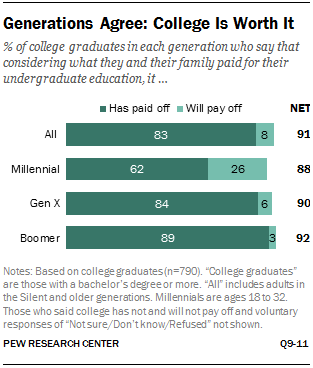 Generations Agree: College Is Worth It
% of college graduates in each generation who say that
considering what they and their family paid for their
undergraduate education, it ...
Has paid off Will pay off NET
All 83 8 91
Millennial 62 26 88
Gen X 84 6 90
Boomer 89 3 92
Notes: Based on college graduates (n=790). “College graduates”
are those with a bachelor’s degree or more. “All” includes adults in
the Silent and older generations. Millennials are ages 18 to 32.
Those who said college has not and will not pay off and voluntary
responses of “Not sure/Don’t know/Refused” not shown.
PEW RESEARCH CENTER Q9-11